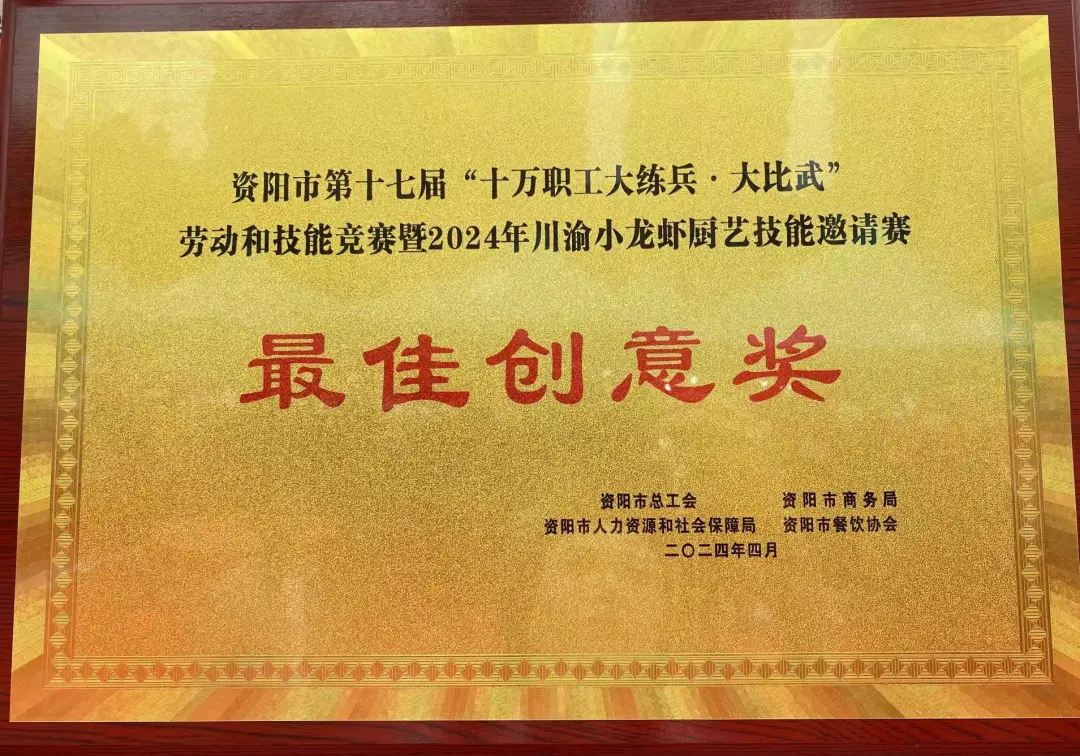 资阳市第十七届“十万职工大练兵·大比武”
劳动和技能竞赛暨2024年川渝小龙虾厨艺技能邀请赛
最佳创意奖
资阳市总工会 资阳市商务局
资阳市人力资源和社会保障局 资阳市餐饮协会
二〇二四年四月